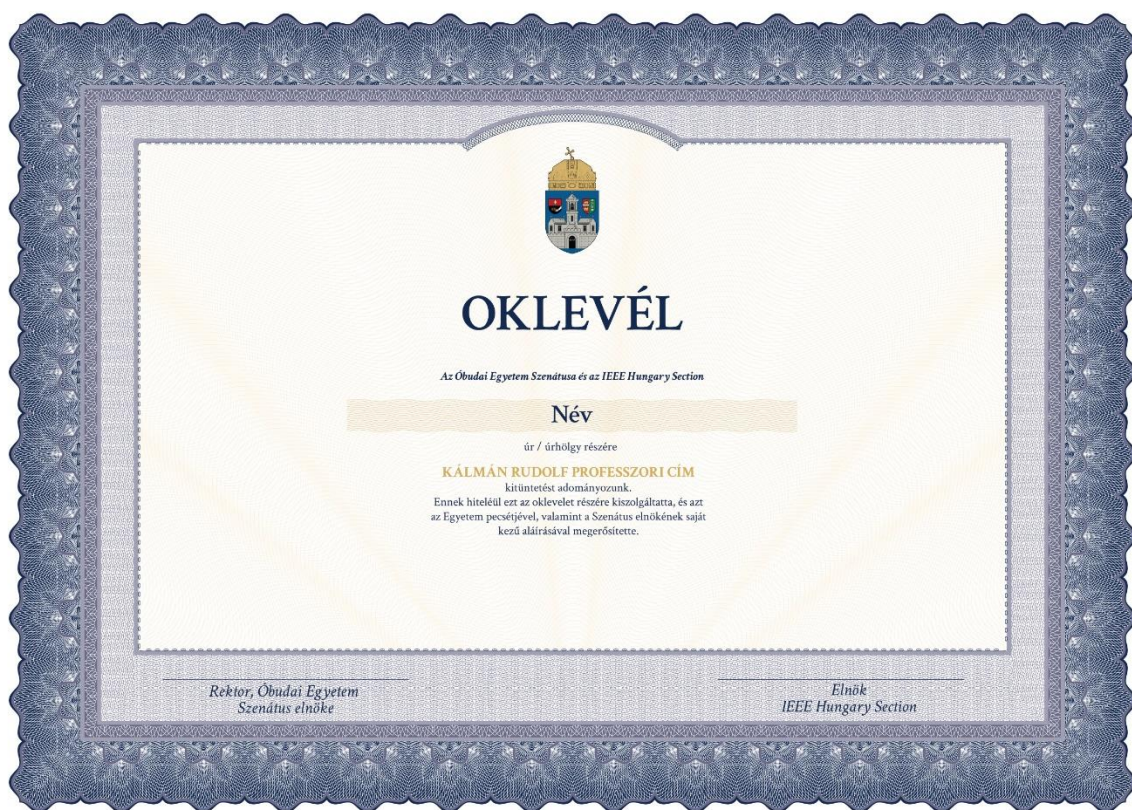 OKLEVÉL
Az Óbudai Egyetem Szenátusa és az IEEE Hungary Section
Név
úr / úrhölgy részére
KÁLMÁN RUDOLF PROFESSZORI CÍM
kitüntetést adományozunk.
Ennek hiteléül ezt az oklevelet részére kiszolgáltatta, és azt
az Egyetem pecsétjével, valamint a Szenátus elnökének saját
kezű aláírásával megerősítette.
Rektor, Óbudai Egyetem
Szenátus elnöke
Elnök
IEEE Hungary Section